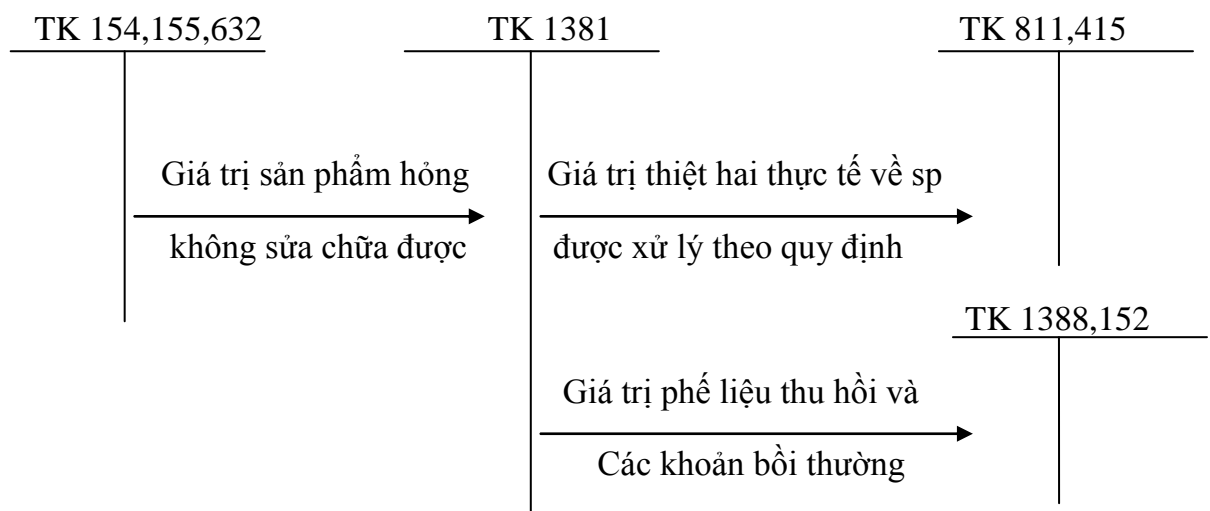 TK 154,155,632
TK 1381
TK 811,415
Giá trị sản phẩm hỏng
không sửa chữa được
Giá trị thiệt hai thực tế về sp
được xử lý theo quy định
TK 1388,152
Giá trị phế liệu thu hồi và
Các khoản bồi thường